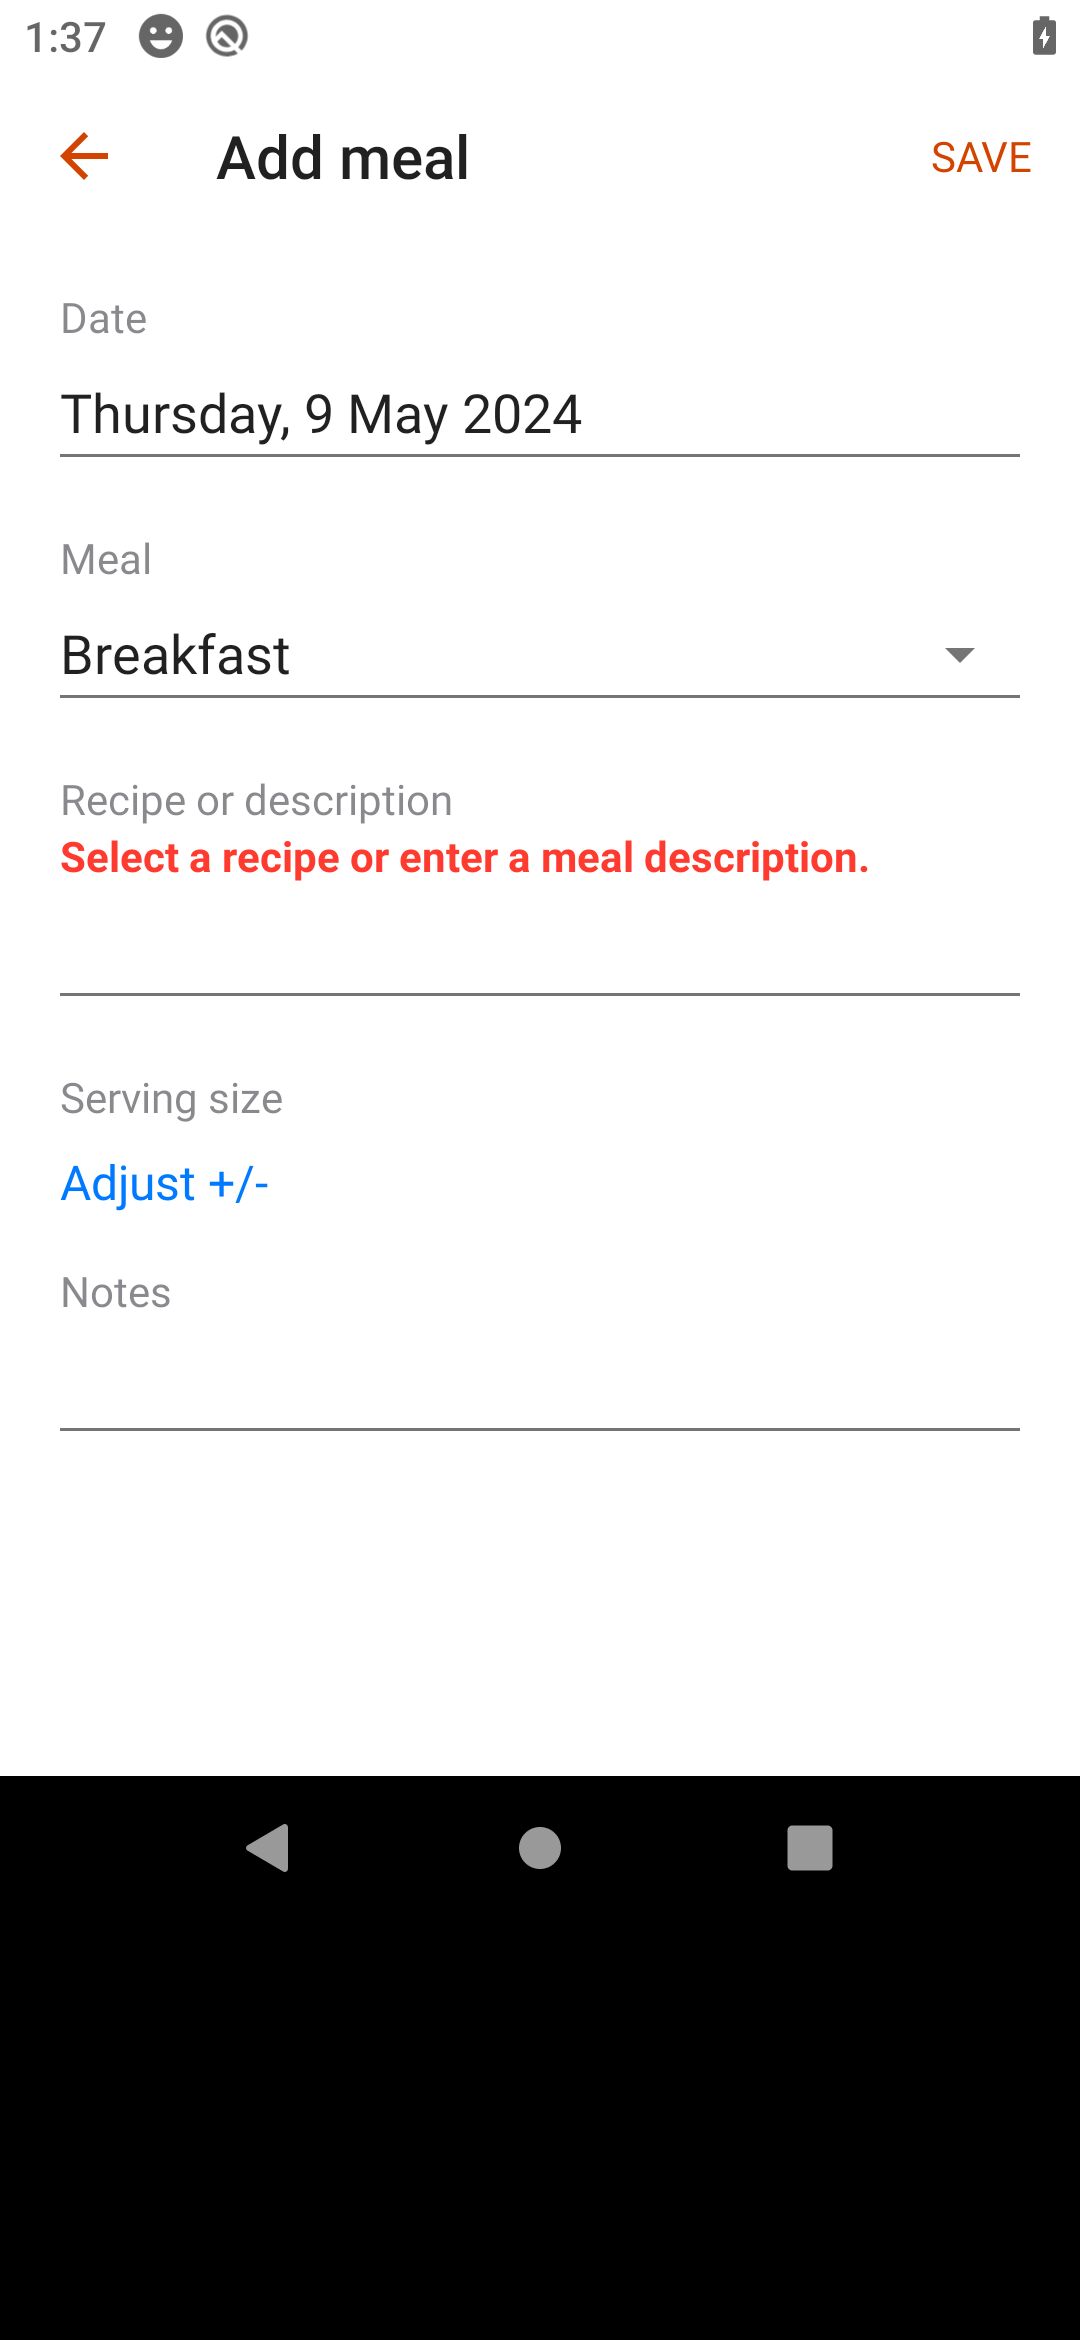 1:37
Add meal
SAVE
Date
Thursday, 9 May 2024
Meal
Breakfast
Recipe or description
Select a recipe or enter a meal description.
Serving size
Adjust +/-
Notes